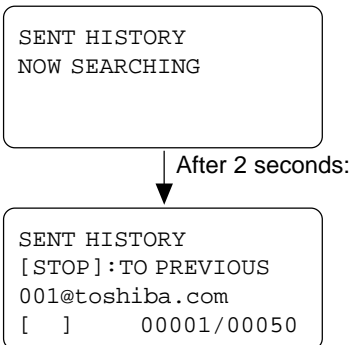 SENT HISTORY
NOW SEARCHING
After 2 seconds:
SENT HISTORY
[STOP]:TO PREVIOUS
001@toshiba.com
[  ]     00001/00050